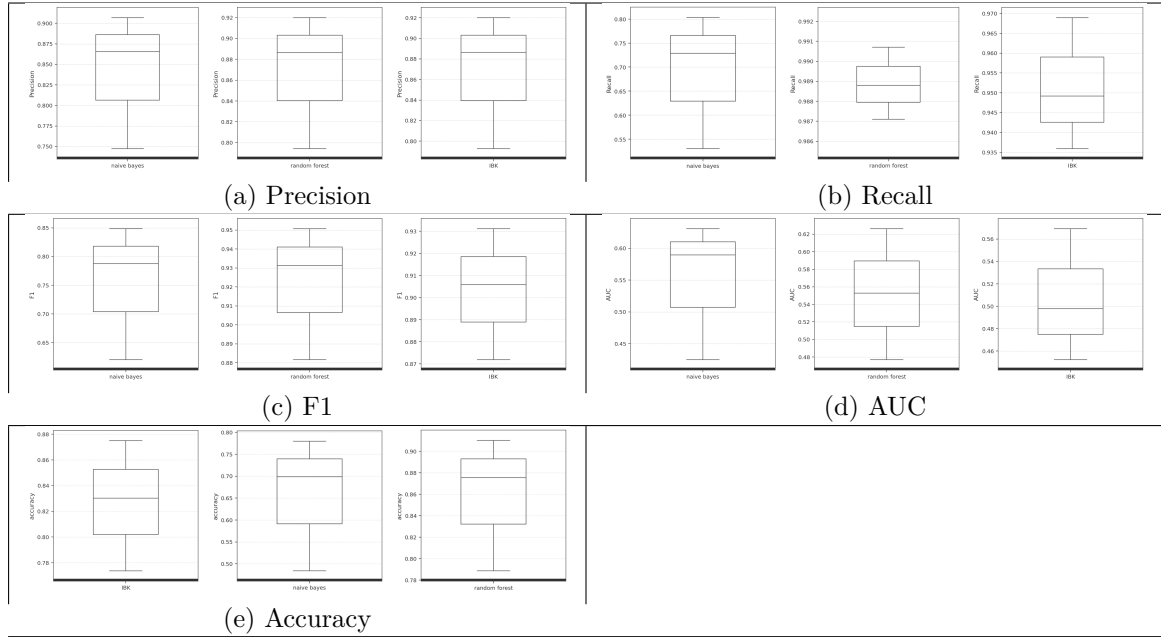 0.900
0.875
0.850
0.825
0.800
0.775
0.750
Precision
naive bayes
0.92
0.90
0.88
0.86
0.84
0.82
0.80
Precision
random forest
0.92
0.90
0.88
0.86
0.84
0.82
0.80
Precision
IBK
(a) Precision
0.80
0.75
0.70
0.65
0.60
0.55
Recall
naive bayes
0.992
0.991
0.990
0.989
0.988
0.987
0.986
Recall
random forest
0.970
0.965
0.960
0.955
0.950
0.945
0.940
0.935
Recall
IBK
(b) Recall
0.85
0.80
0.75
0.70
0.65
F1
naive bayes
0.95
0.94
0.93
0.92
0.91
0.90
0.89
0.88
F1
random forest
0.93
0.92
0.91
0.90
0.89
0.88
0.87
F1
IBK
(c) F1
0.60
0.55
0.50
0.45
AUC
naive bayes
0.62
0.60
0.58
0.56
0.54
0.52
0.50
0.48
AUC
random forest
0.56
0.54
0.52
0.50
0.48
0.46
AUC
IBK
(d) AUC
0.88
0.86
0.84
0.82
0.80
0.78
accuracy
IBK
0.80
0.75
0.70
0.65
0.60
0.55
0.50
accuracy
naive bayes
0.90
0.88
0.86
0.84
0.82
0.80
0.78
accuracy
random forest
(e) Accuracy